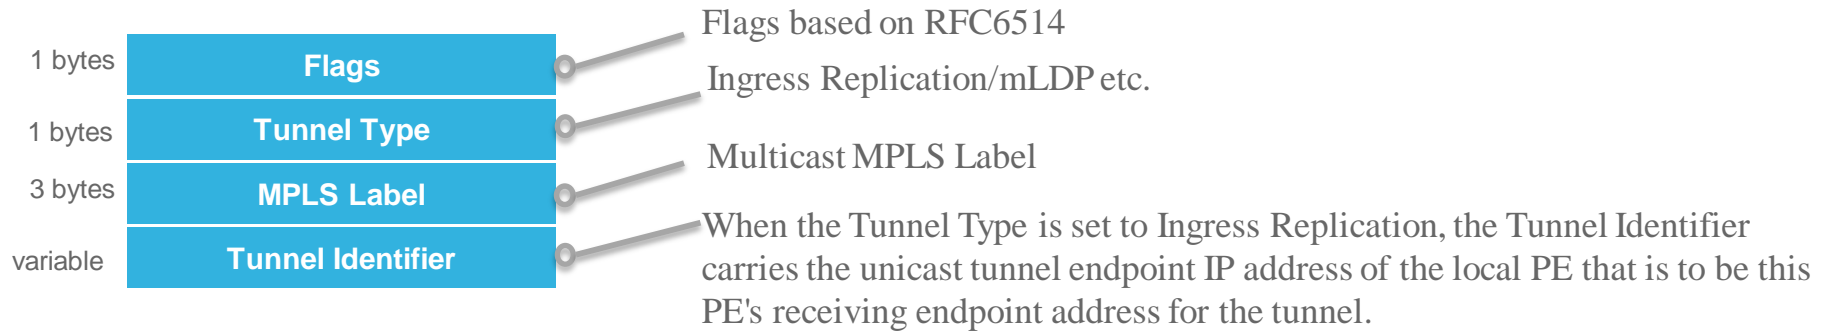 Flags based on RFC6514
1 bytes
Flags
Ingress Replication/mLDP etc.
1 bytes
Tunnel Type
Multicast MPLS Label
3 bytes
MPLS Label
When the Tunnel Type is set to Ingress Replication, the Tunnel Identifier
variable
Tunnel Identifier
carries the unicast tunnel endpoint IP address of the local PE that is to be this
PE's receiving endpoint address for the tunnel.